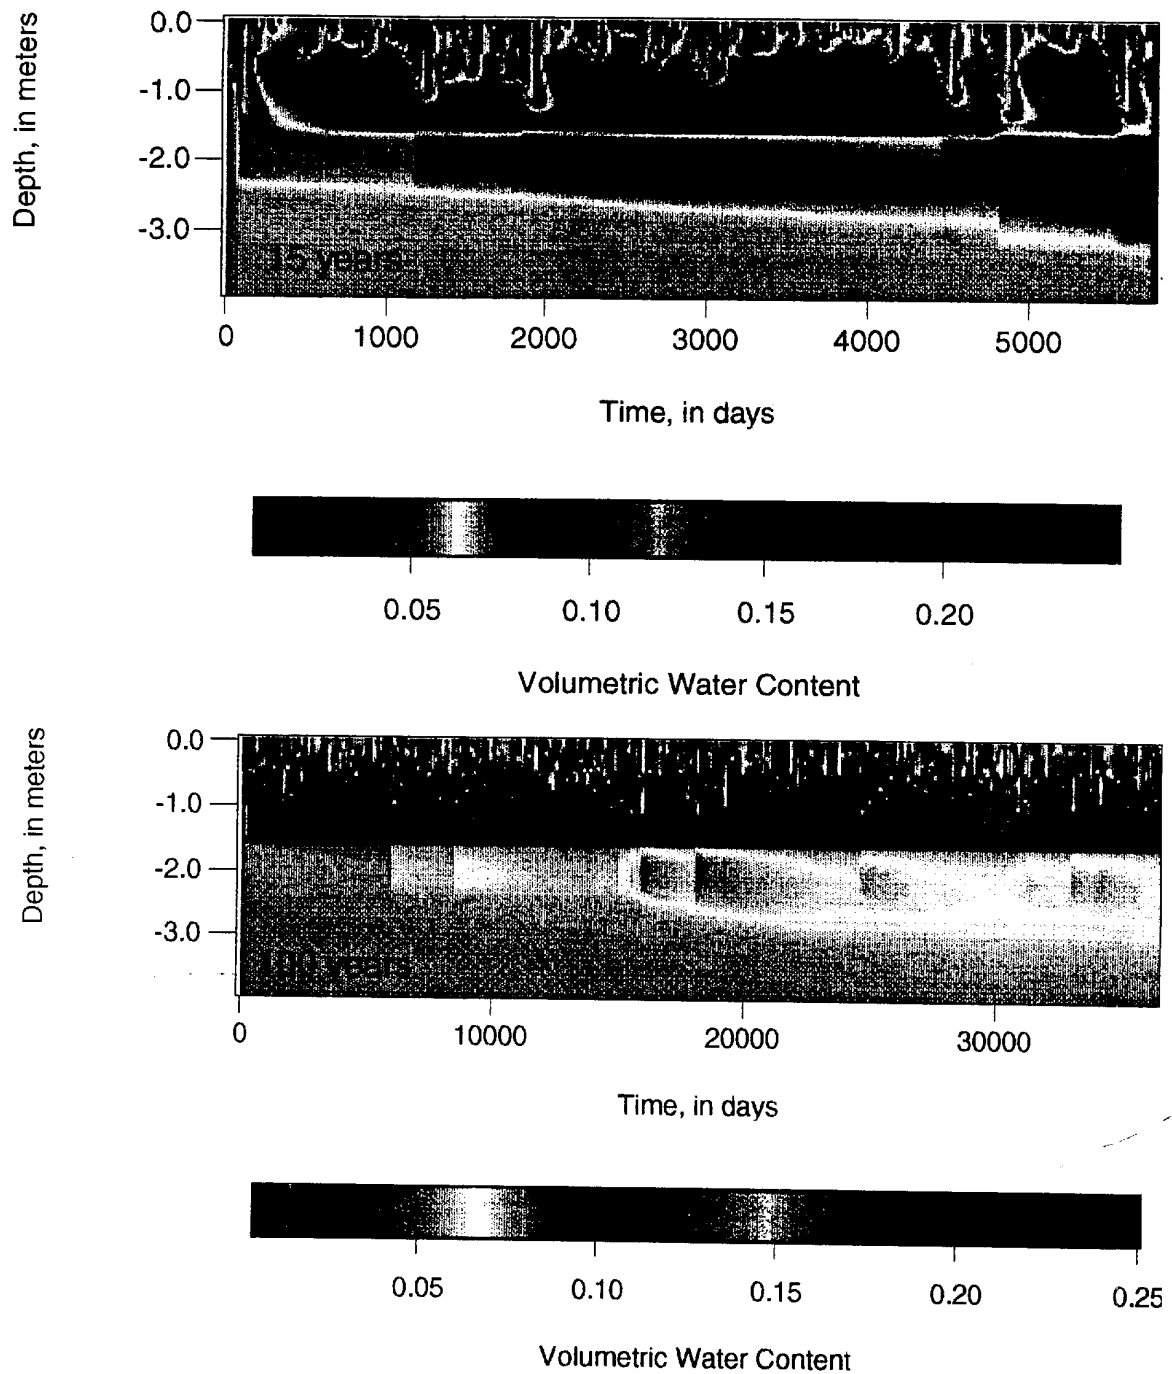 Depth, in meters
0.0
-1.0
-2.0
-3.0
15 years
0 1000 2000 3000 4000 5000
Time, in days
0.05 0.10 0.15 0.20
Volumetric Water Content
Depth, in meters
0.0
-1.0
-2.0
-3.0
100 years
0 10000 20000 30000
Time, in days
0.05 0.10 0.15 0.20 0.25
Volumetric Water Content